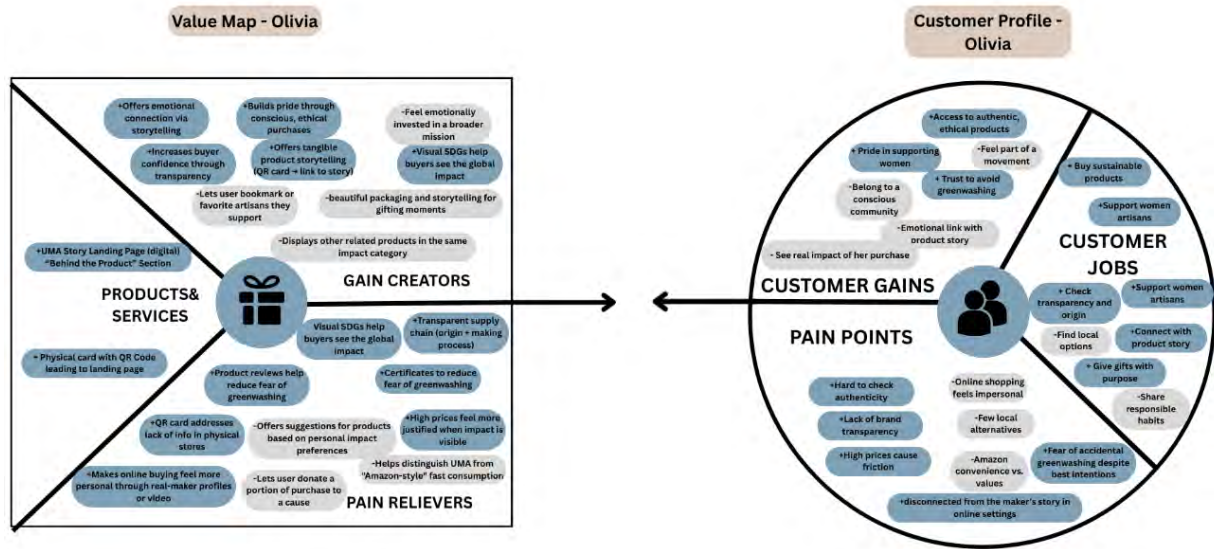 Value Map - Olivia
+Offers emotional
connection via
storytelling
+Builds pride through
conscious, ethical
purchases
-Feel emotionally
invested in a broader
mission
+Increases buyer
confidence through
transparency
+Offers tangible
product storytelling
(QR card → link to story)
+Visual SDGs help
buyers see the global
impact
-Lets user bookmark or
favorite artisans they
support
-beautiful packaging and storytelling for
gifting moments
-Displays other related products in the same
impact category
GAIN CREATORS
+UMA Story Landing Page (digital)
"Behind the Product" Section
PRODUCTS&
SERVICES
+ Physical card with QR Code
leading to landing page
Visual SDGs help
buyers see the global
impact
+Transparent supply
chain (origin + making
process)
+Product reviews help
reduce fear of
greenwashing
+Certificates to reduce
fear of greenwashing
+QR card addresses
lack of info in physical
stores
-Offers suggestions for products
based on personal impact
preferences
+High prices feel more
justified when impact is
visible
+Makes online buying feel more
personal through real-maker profiles
or video
-Lets user donate a
portion of purchase to
a cause
-Helps distinguish UMA from
"Amazon-style" fast consumption
PAIN RELIEVERS
Customer Profile -
Olivia
+Access to authentic,
ethical products
+ Pride in supporting
women
-Feel part of a
movement
+ Trust to avoid
greenwashing
-Belong to a
conscious
community
-Emotional link with
product story
- See real impact of her purchase
CUSTOMER GAINS
+ Buy sustainable
products
+Support women
artisans
CUSTOMER
JOBS
+ Check
transparency and
origin
+Support women
artisans
-Find local
options
+Connect with
product story
+ Give gifts with
purpose
-Share
responsible
habits
PAIN POINTS
+Hard to check
authenticity
-Online shopping
feels impersonal
+Lack of brand
transparency
-Few local
alternatives
+High prices cause
friction
-Amazon
convenience vs.
values
+Fear of accidental
greenwashing despite
best intentions
+disconnected from the maker's story in
online settings